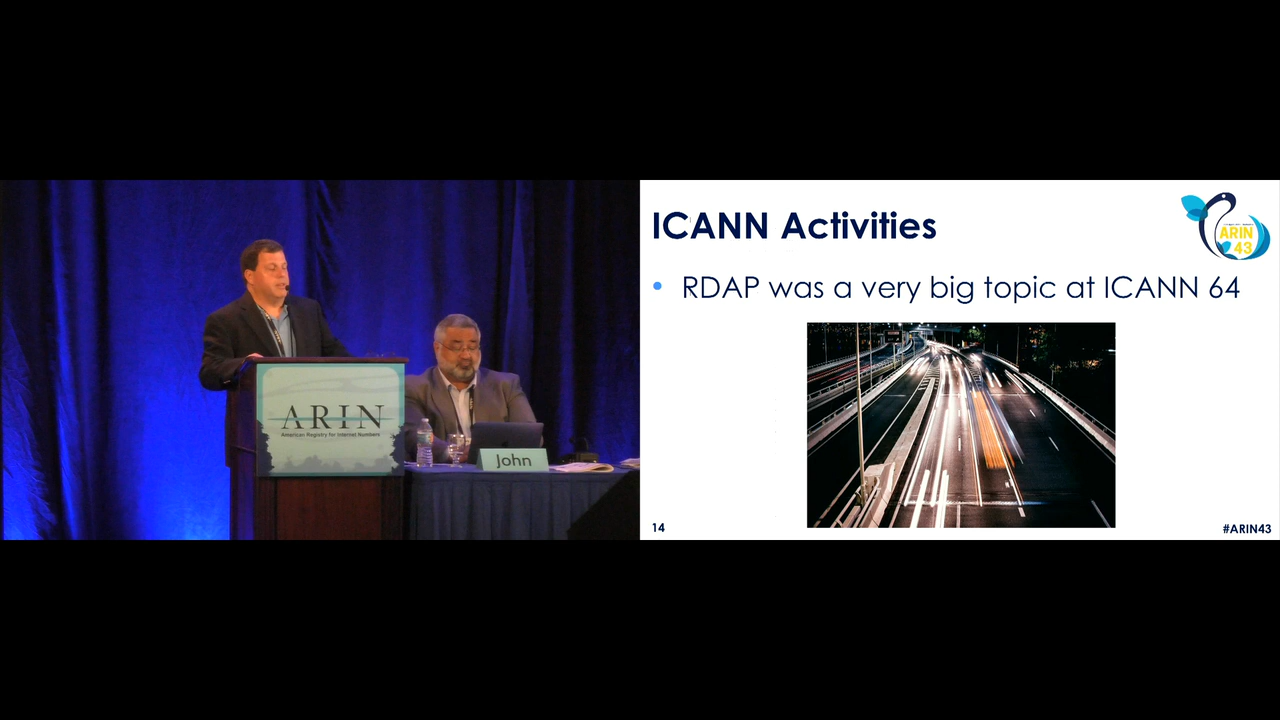 ARIN
American Registry for Internet Numbers
John
ICANN Activities
ARIN
43
• RDAP was a very big topic at ICANN 64
14
#ARIN43